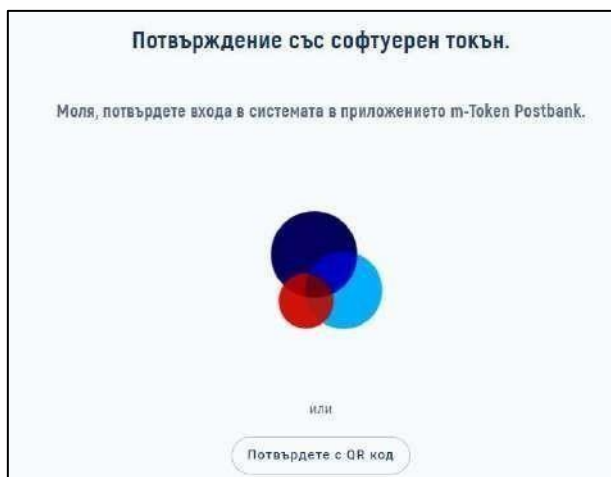 Потвърждение със софтуерен токън.
Моля, потвърдете входа в системата в приложението m-Token Postbank.
или
Потвърдете с QR код